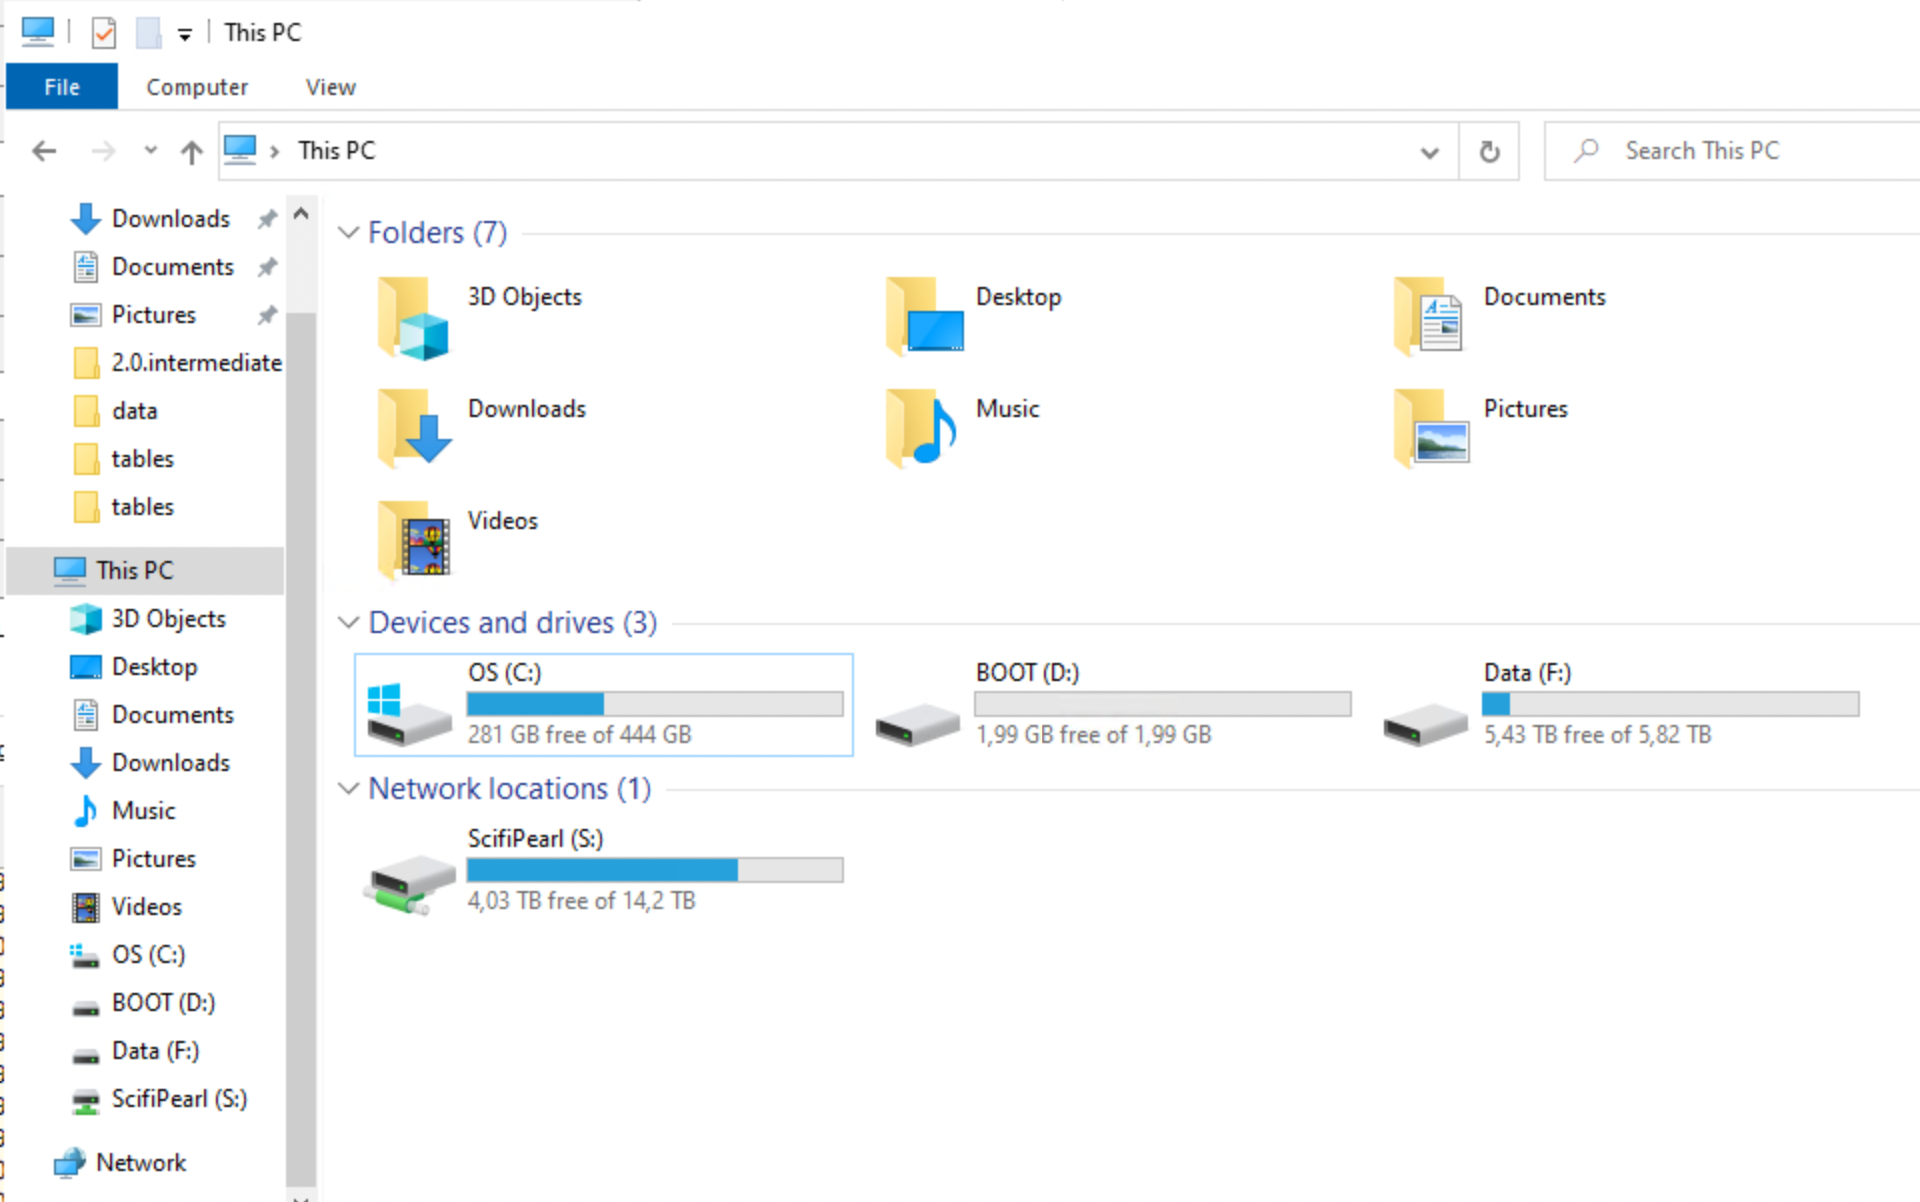 This PC
File
Computer
View
This PC
Search This PC
Downloads
Documents
Pictures
2.0.intermediate
data
tables
tables
This PC
3D Objects
Desktop
Documents
Downloads
Music
Pictures
Videos
OS (C:)
BOOT (D:)
Data (F:)
ScifiPearl (S:)
Network
Folders (7)
3D Objects
Desktop
Documents
Downloads
Music
Pictures
Videos
Devices and drives (3)
OS (C:)
281 GB free of 444 GB
BOOT (D:)
1,99 GB free of 1,99 GB
Data (F:)
5,43 TB free of 5,82 TB
Network locations (1)
ScifiPearl (S:)
4,03 TB free of 14,2 TB